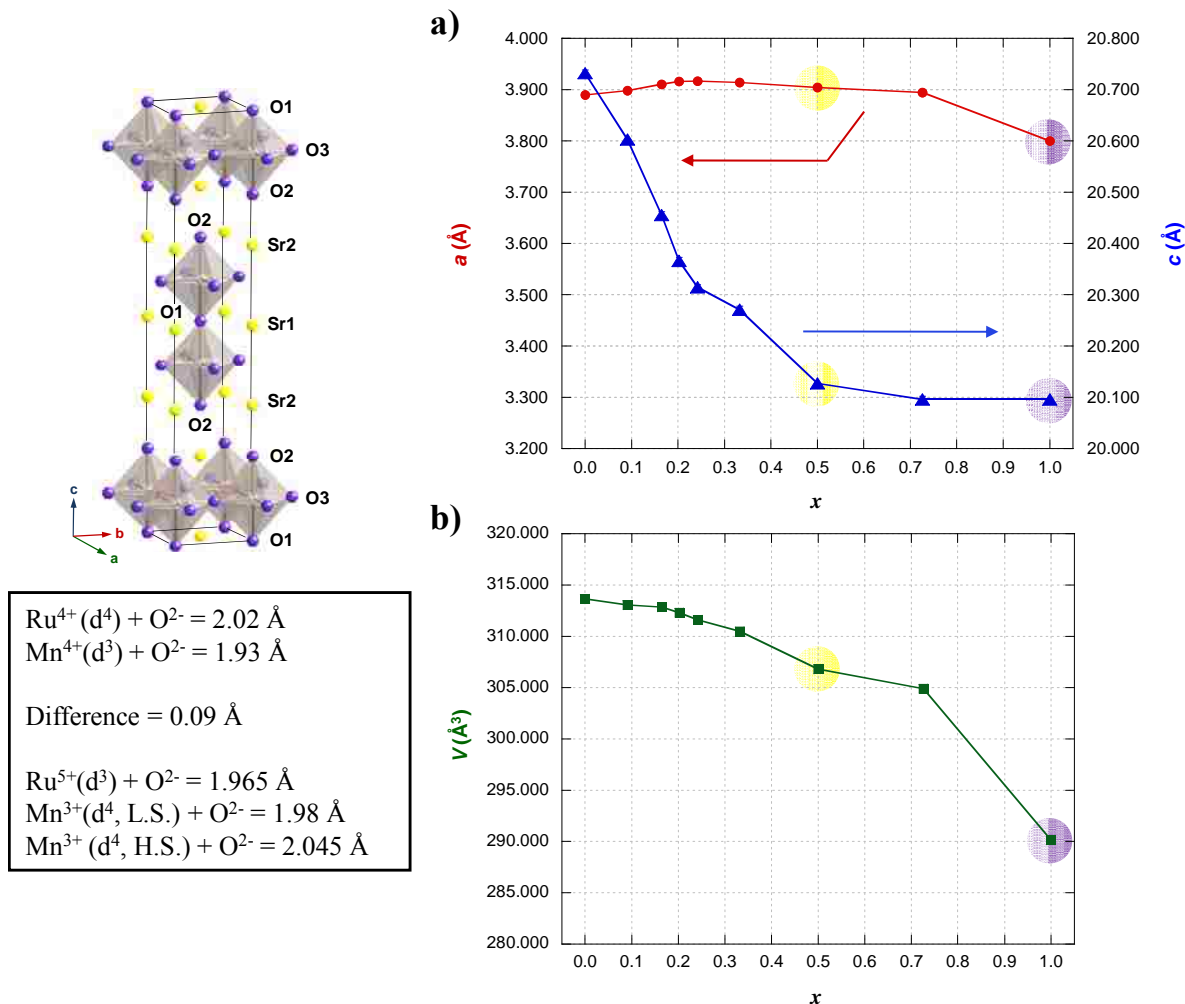 O1
O3
O2
O2
Sr2
O1
Sr1
Sr2
O2
O2
O3
O1
c
b
a
Ru⁴⁺ (d⁴) + O²⁻ = 2.02 Å
Mn⁴⁺(d³) + O²⁻ = 1.93 Å
Difference = 0.09 Å
Ru⁵⁺(d³) + O²⁻ = 1.965 Å
Mn³⁺(d⁴, L.S.) + O²⁻ = 1.98 Å
Mn³⁺ (d⁴, H.S.) + O²⁻ = 2.045 Å
a)
4.000
3.900
3.800
3.700
3.600
3.500
3.400
3.300
3.200
a (Å)
20.800
20.700
20.600
20.500
20.400
20.300
20.200
20.100
20.000
c (Å)
0.0 0.1 0.2 0.3 0.4 0.5 0.6 0.7 0.8 0.9 1.0
x
b)
320.000
315.000
310.000
305.000
300.000
295.000
290.000
285.000
280.000
V (Å³)
0.0 0.1 0.2 0.3 0.4 0.5 0.6 0.7 0.8 0.9 1.0
x